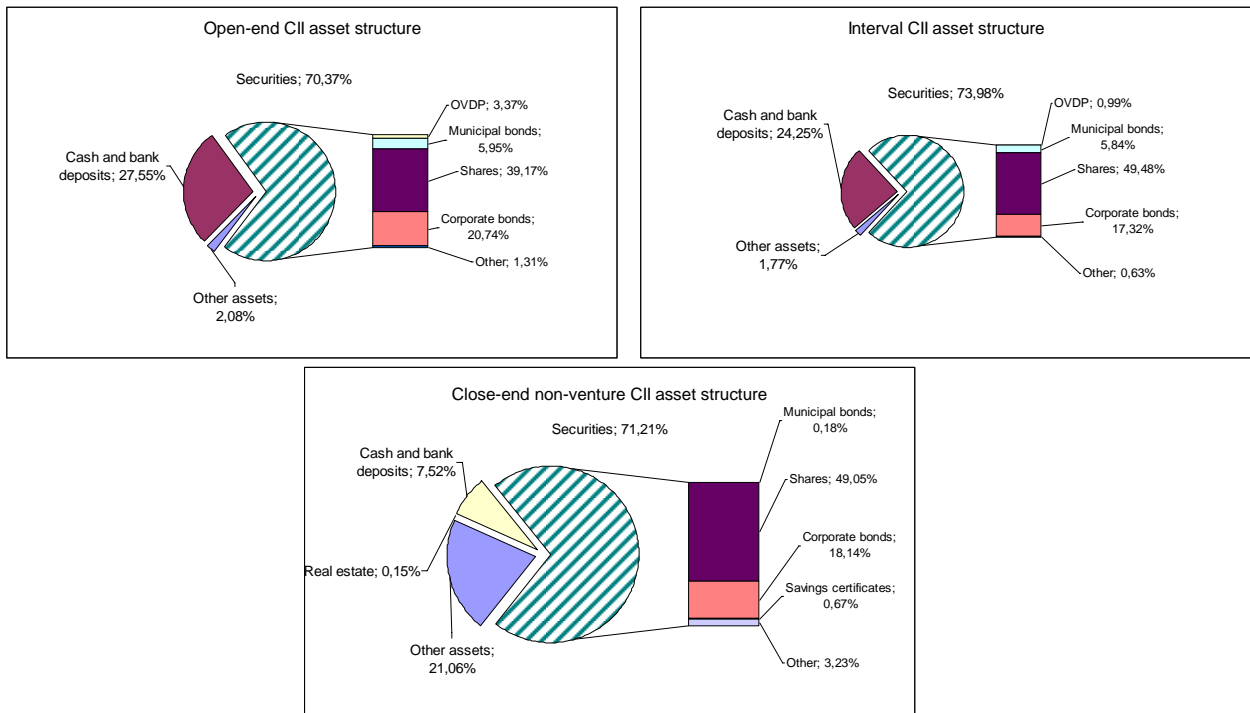 Open-end CII asset structure
Securities; 70,37%
OVDP; 3,37%
Municipal bonds;
5,95%
Cash and bank
deposits; 27,55%
Shares; 39,17%
Corporate bonds;
20,74%
Other; 1,31%
Other assets;
2,08%
Interval CII asset structure
Securities; 73,98%
OVDP; 0,99%
Cash and bank
deposits; 24,25%
Municipal bonds;
5,84%
Shares; 49,48%
Corporate bonds;
17,32%
Other assets;
1,77%
Other; 0,63%
Close-end non-venture CII asset structure
Securities; 71,21%
Municipal bonds;
0,18%
Cash and bank
deposits; 7,52%
Shares; 49,05%
Corporate bonds;
18,14%
Real estate; 0,15%
Savings certificates;
0,67%
Other assets;
21,06%
Other; 3,23%